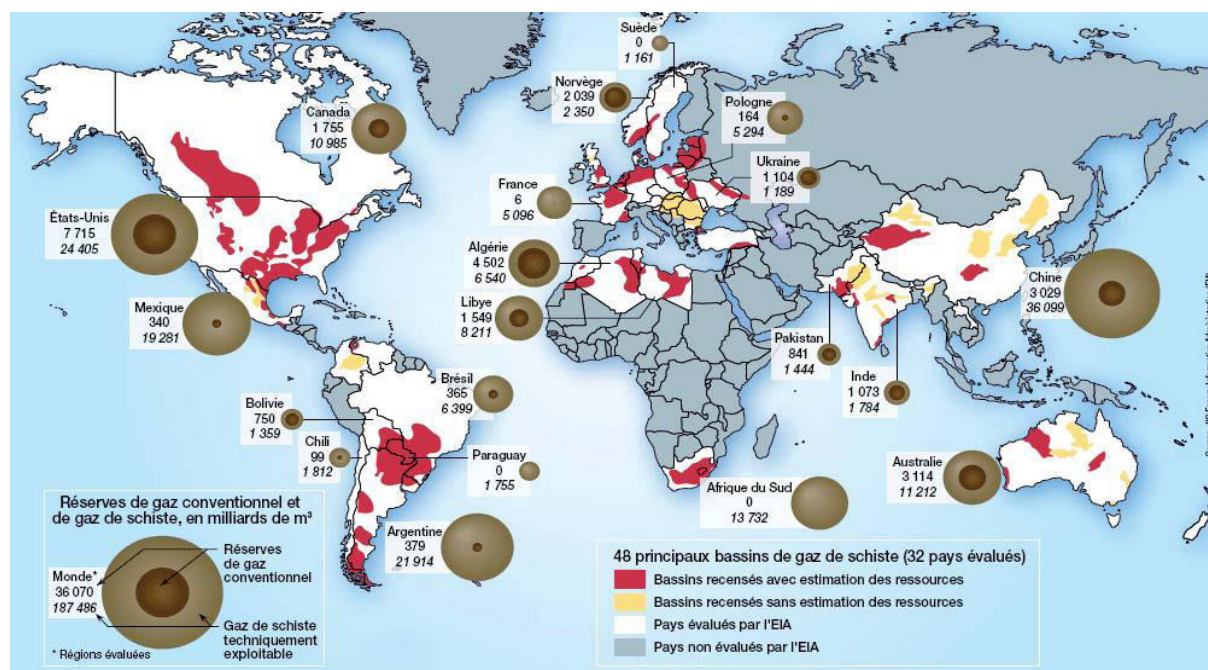 Suède
0
1 161
Norvège
2 039
2 350
Pologne
164
5 294
Canada
1 755
10 985
Ukraine
1 104
1 189
France
6
5 096
États-Unis
7 715
24 405
Algérie
4 502
6 540
Chine
3 029
36 099
Libye
1 549
8 211
Mexique
340
19 281
Pakistan
841
1 444
Inde
1 073
1 784
Brésil
365
6 399
Bolivie
750
1 359
Chili
99
1 812
Paraguay
0
1 755
Australie
3 114
11 212
Afrique du Sud
0
13 732
Argentine
379
21 914
Réserves de gaz conventionnel et
de gaz de schiste, en milliards de m³
Réserves
de gaz
conventionnel
Monde*
36 070
187 486
Gaz de schiste
techniquement
exploitable
* Régions évaluées
48 principaux bassins de gaz de schiste (32 pays évalués)
Bassins recensés avec estimation des ressources
Bassins recensés sans estimation des ressources
Pays évalués par l'EIA
Pays non évalués par l'EIA